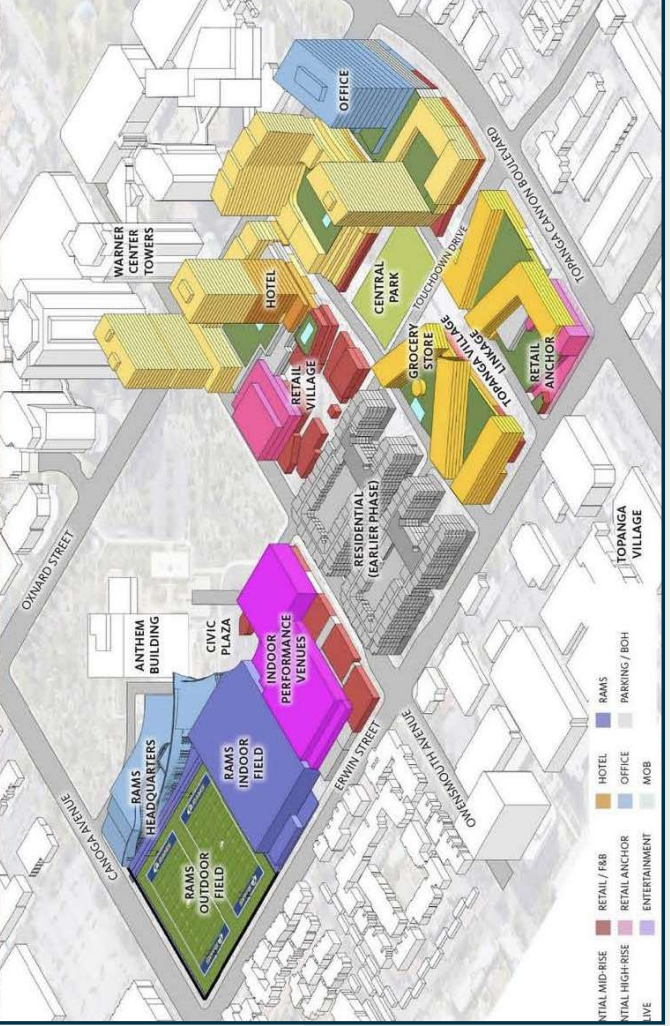 OXNARD STREET
CANOGA AVENUE
ANTHEM
BUILDING
WARNER
CENTER
TOWERS
OFFICE
HOTEL
CIVIC
PLAZA
RAMS
HEADQUARTERS
RAMS
INDOOR
FIELD
RAMS
OUTDOOR
FIELD
INDOOR
PERFORMANCE
VENUES
RETAIL
VILLAGE
CENTRAL
PARK
TOUCHDOWN DRIVE
TOPANGA CANYON BOULEVARD
RESIDENTIAL
(EARLIER PHASE)
GROCERY
STORE
TOPANGA VILLAGE
LINKAGE
RETAIL
ANCHOR
ERWIN STREET
OWENSMOUTH AVENUE
TOPANGA
VILLAGE
NTIAL MID-RISE
RETAIL / F&B
HOTEL
RAMS
NTIAL HIGH-RISE
RETAIL ANCHOR
OFFICE
PARKING / BOH
LIVE
ENTERTAINMENT
MOB